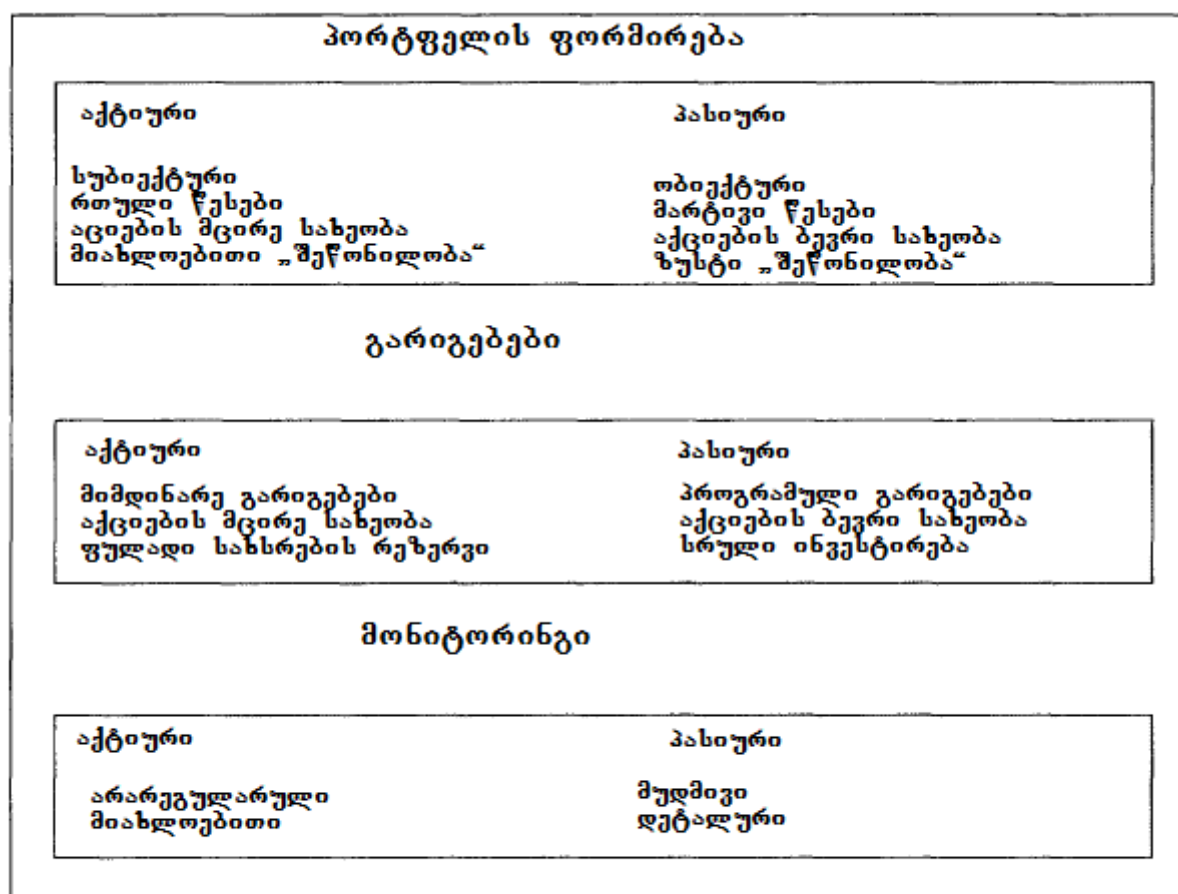 პორტფელის ფორმირება
აქტიური
პასიური
სუბიექტური
რთული წესები
აციების მცირე სახეობა
მიახლოებითი „შეწონილობა“
ობიექტური
მარტივი წესები
აქციების ბევრი სახეობა
ზუსტი „შეწონილობა“
გარიგებები
აქტიური
პასიური
მიმდინარე გარიგებები
აქციების მცირე სახეობა
ფულადი სახსრების რეზერვი
პროგრამული გარიგებები
აქციების ბევრი სახეობა
სრული ინვესტირება
მონიტორინგი
აქტიური
პასიური
არარეგულარული
მიახლოებითი
მუდმივი
დეტალური